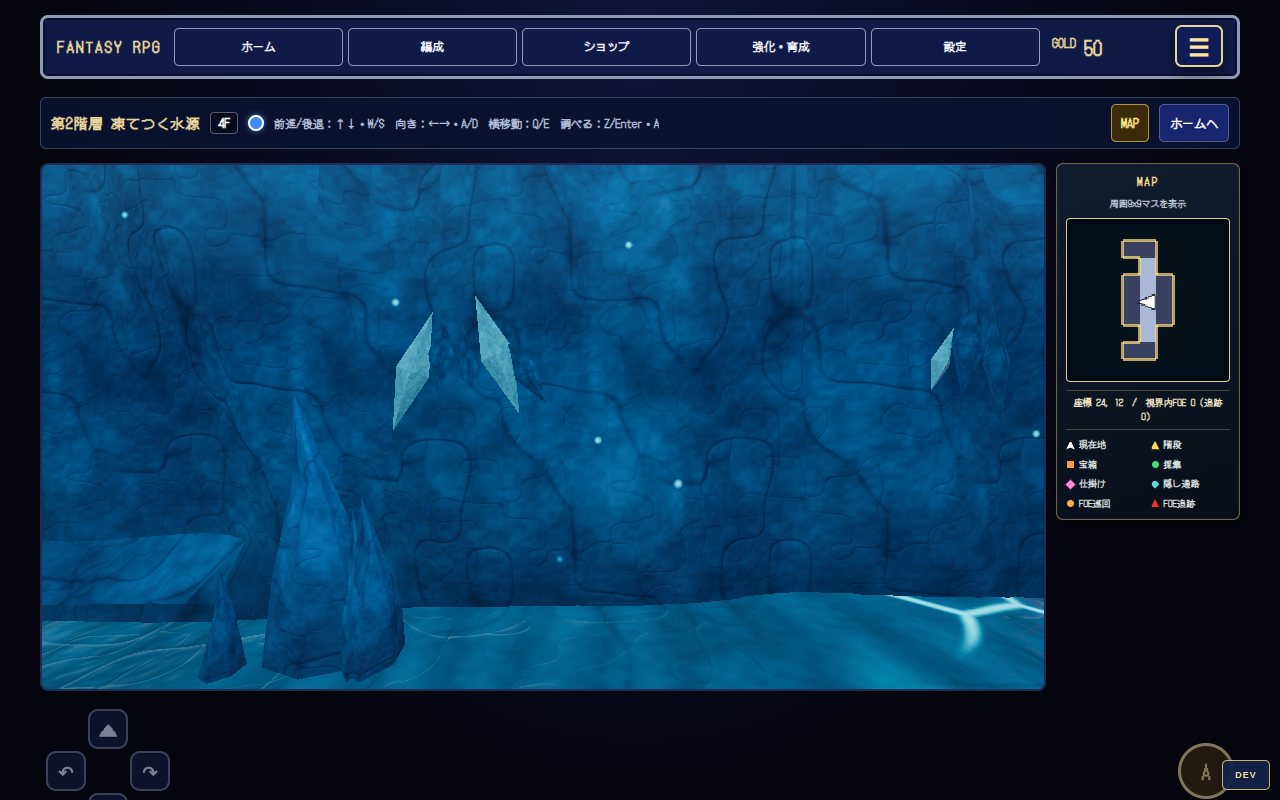 FANTASY RPG
ホーム
編成
ショップ
強化・育成
設定
GOLD 50
第2階層 凍てつく水源
4F
前進/後退：↑↓・W/S 向き：←→・A/D 横移動：Q/E 調べる：Z/Enter・A
MAP
ホームへ
MAP
周囲9x9マスを表示
座標 24, 12 / 視界内FOE 0（追跡
0）
現在地
階段
宝箱
採集
仕掛け
隠し通路
FOE巡回
FOE追跡
A
DEV